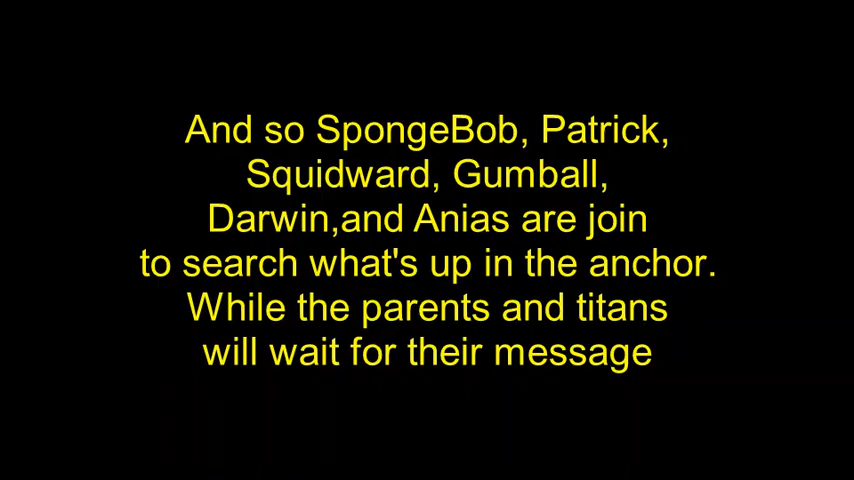 And so SpongeBob, Patrick,
Squidward, Gumball,
Darwin,and Anias are join
to search what's up in the anchor.
While the parents and titans
will wait for their message